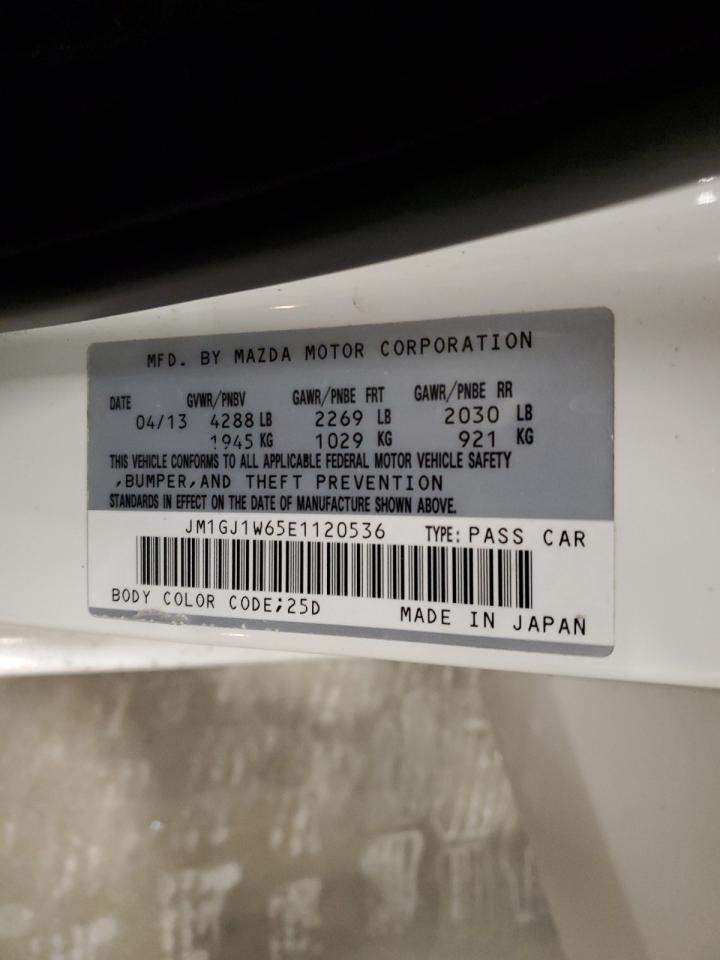 MFD. BY MAZDA MOTOR CORPORATION
DATE GVWR/PNBV GAWR/PNBE FRT GAWR/PNBE RR
04/13 4288 LB 2269 LB 2030 LB
1945 KG 1029 KG 921 KG
THIS VEHICLE CONFORMS TO ALL APPLICABLE FEDERAL MOTOR VEHICLE SAFETY
,BUMPER,AND THEFT PREVENTION
STANDARDS IN EFFECT ON THE DATE OF MANUFACTURE SHOWN ABOVE.
JM1GJ1W65E1120536 TYPE: PASS CAR
BODY COLOR CODE;25D MADE IN JAPAN